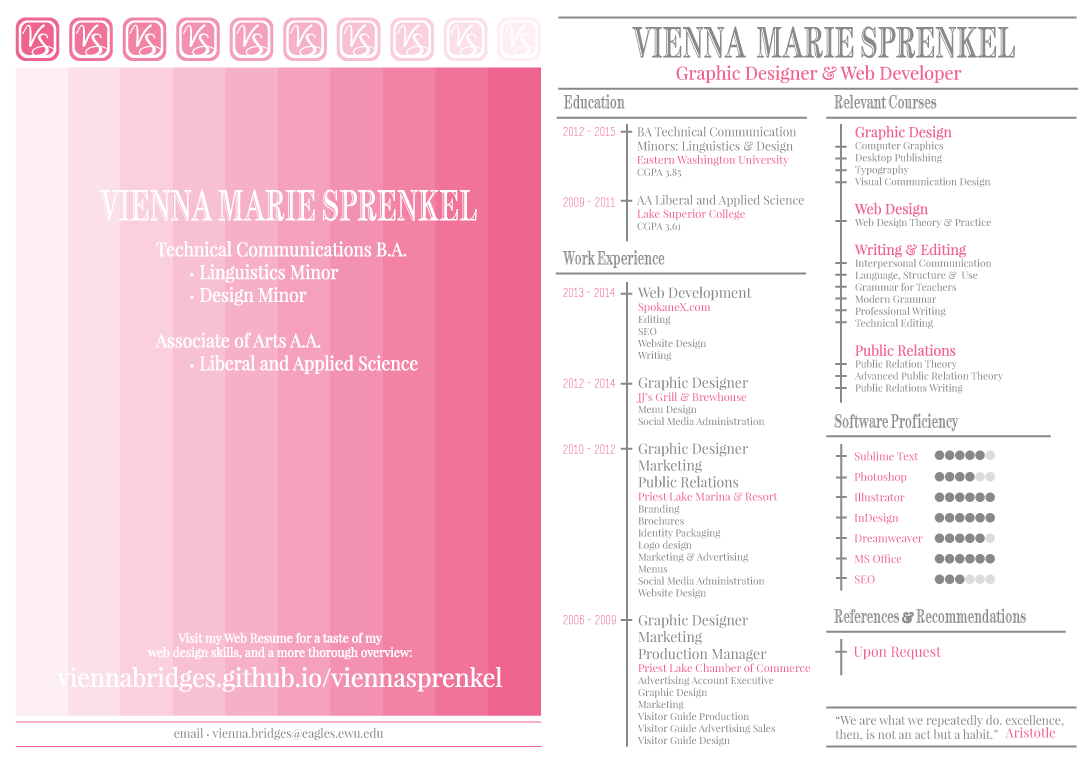 VS VS VS VS VS VS VS VS VS VS
VIENNA MARIE SPRENKEL
Technical Communications B.A.
• Linguistics Minor
• Design Minor
Associate of Arts A.A.
• Liberal and Applied Science
Visit my Web Resume for a taste of my
web design skills, and a more thorough overview:
viennabridges.github.io/viennasprenkel
email - vienna.bridges@eagles.ewu.edu
VIENNA MARIE SPRENKEL
Graphic Designer & Web Developer
Education
2012 - 2015
BA Technical Communication
Minors: Linguistics & Design
Eastern Washington University
CGPA 3.85
2009 - 2011
AA Liberal and Applied Science
Lake Superior College
CGPA 3.61
Work Experience
2013 - 2014
Web Development
SpokaneX.com
Editing
SEO
Website Design
Writing
2012 - 2014
Graphic Designer
JJ's Grill & Brewhouse
Menu Design
Social Media Administration
2010 - 2012
Graphic Designer
Marketing
Public Relations
Priest Lake Marina & Resort
Branding
Brochures
Identity Packaging
Logo design
Marketing & Advertising
Menus
Social Media Administration
Website Design
2006 - 2009
Graphic Designer
Marketing
Production Manager
Priest Lake Chamber of Commerce
Advertising Account Executive
Graphic Design
Marketing
Visitor Guide Production
Visitor Guide Advertising Sales
Visitor Guide Design
Relevant Courses
Graphic Design
Computer Graphics
Desktop Publishing
Typography
Visual Communication Design
Web Design
Web Design Theory & Practice
Writing & Editing
Interpersonal Communication
Language, Structure & Use
Grammar for Teachers
Modern Grammar
Professional Writing
Technical Editing
Public Relations
Public Relation Theory
Advanced Public Relation Theory
Public Relations Writing
Software Proficiency
Sublime Text
Photoshop
Illustrator
InDesign
Dreamweaver
MS Office
SEO
References & Recommendations
Upon Request
“We are what we repeatedly do. excellence,
then, is not an act but a habit.” Aristotle